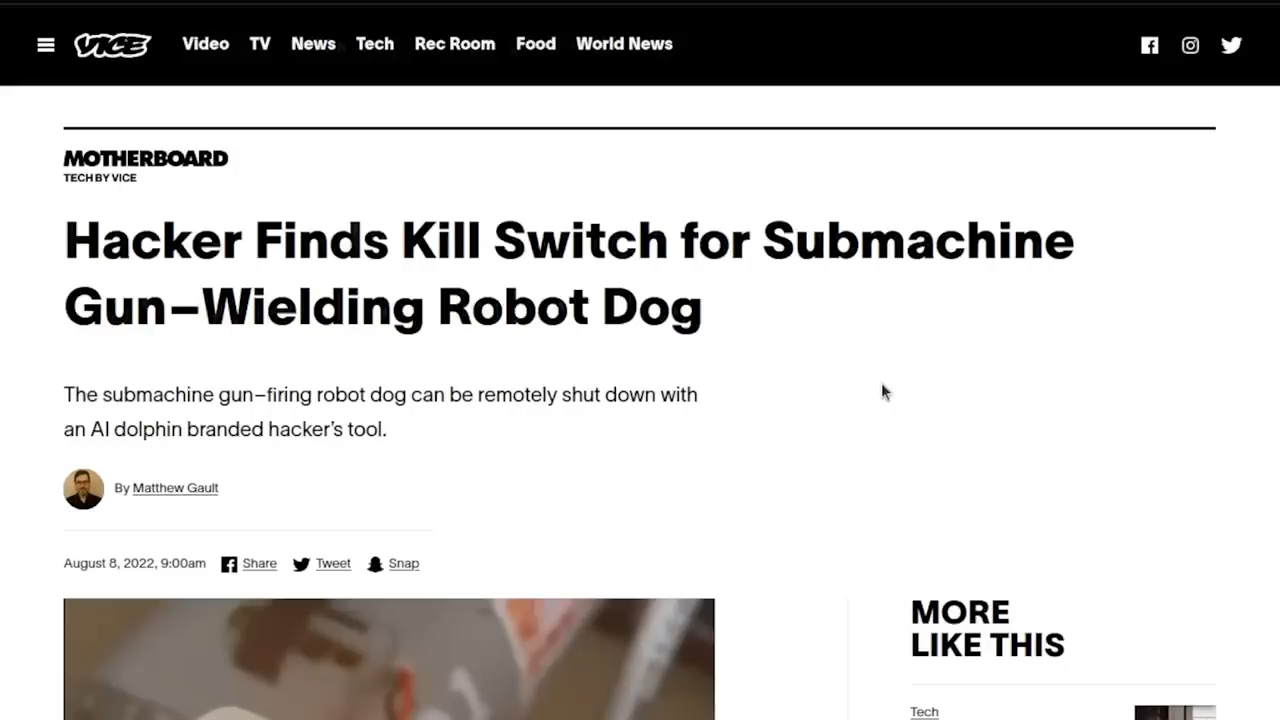 VICE
Video TV News Tech Rec Room Food World News
MOTHERBOARD
TECH BY VICE
Hacker Finds Kill Switch for Submachine
Gun–Wielding Robot Dog
The submachine gun–firing robot dog can be remotely shut down with
an AI dolphin branded hacker’s tool.
By Matthew Gault
August 8, 2022, 9:00am Share Tweet Snap
MORE
LIKE THIS
Tech